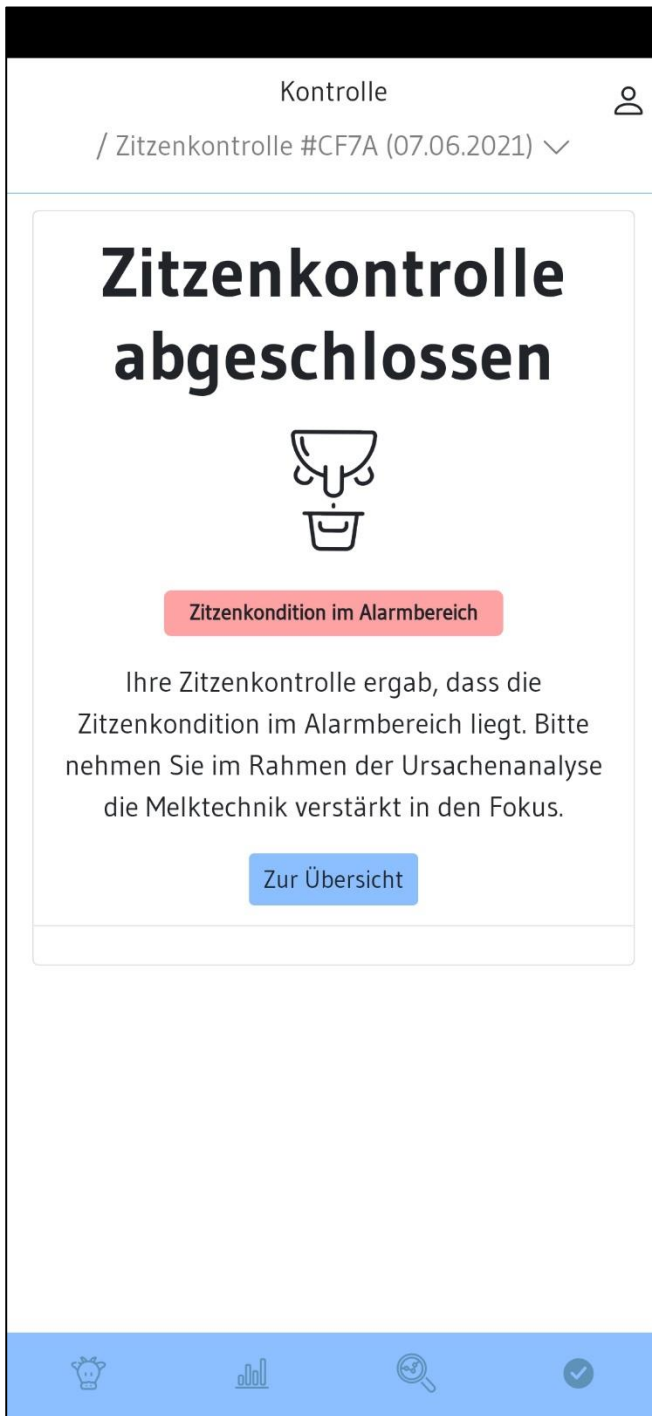 Kontrolle
/ Zitzenkontrolle #CF7A (07.06.2021)
Zitzenkontrolle
abgeschlossen
Zitzenkondition im Alarmbereich
Ihre Zitzenkontrolle ergab, dass die
Zitzenkondition im Alarmbereich liegt. Bitte
nehmen Sie im Rahmen der Ursachenanalyse
die Melktechnik verstärkt in den Fokus.
Zur Übersicht